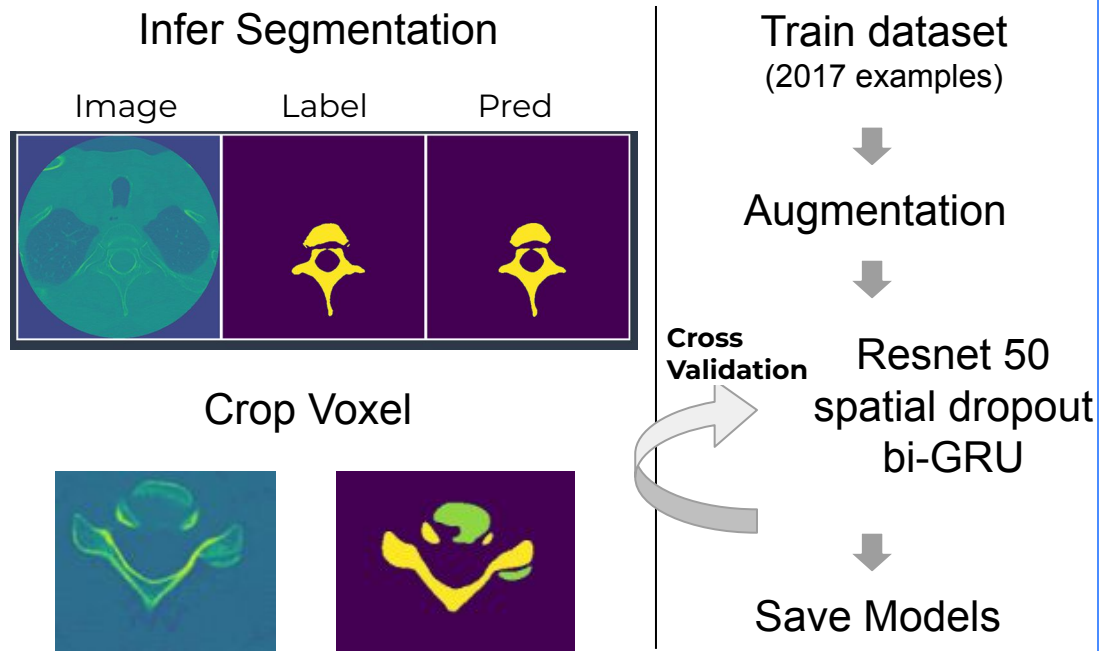 Infer Segmentation
Image Label Pred
Crop Voxel
Train dataset
(2017 examples)
Augmentation
Cross
Validation
Resnet 50
spatial dropout
bi-GRU
Save Models